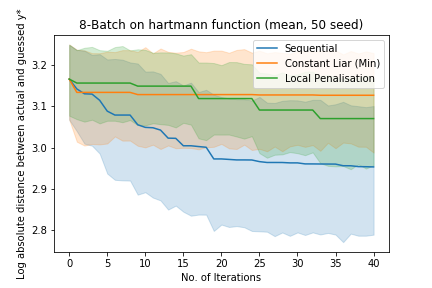 8-Batch on hartmann function (mean, 50 seed)
Log absolute distance between actual and guessed y*
3.2
3.1
3.0
2.9
2.8
Sequential
Constant Liar (Min)
Local Penalisation
0 5 10 15 20 25 30 35 40
No. of Iterations